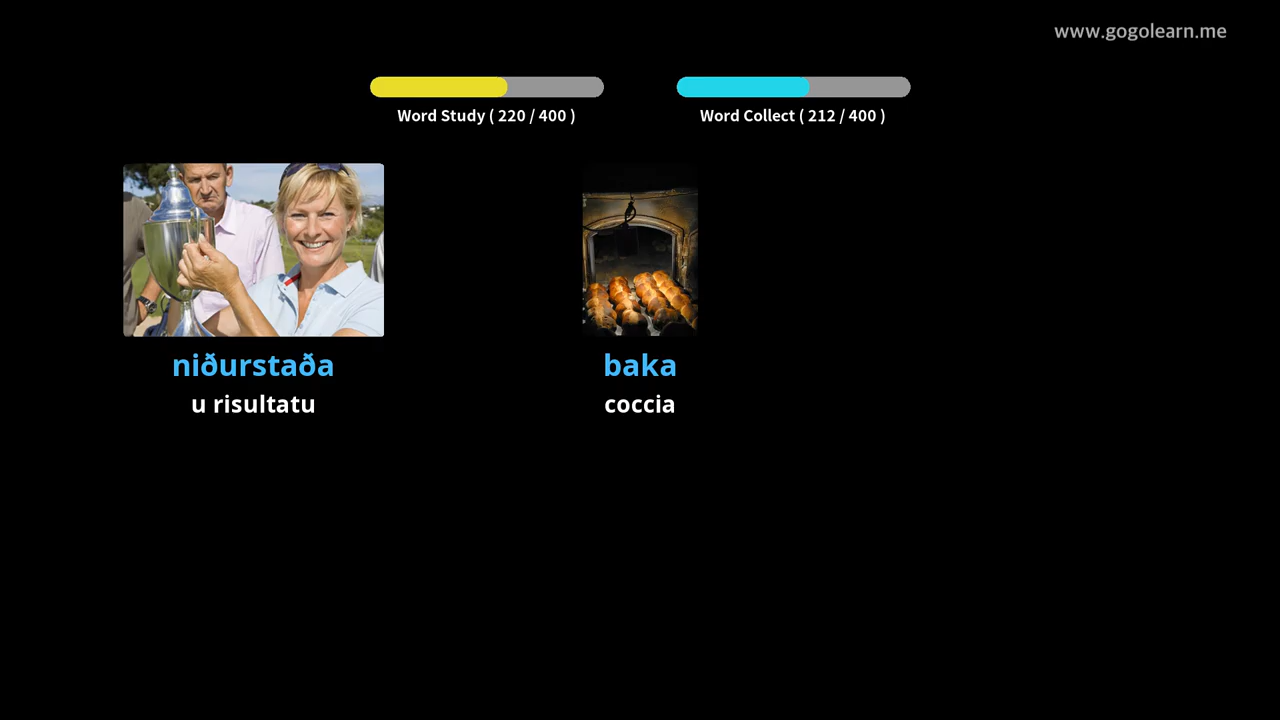 www.gogolearn.me
Word Study ( 220 / 400 )
Word Collect ( 212 / 400 )
niðurstaða
u risultatu
baka
coccia